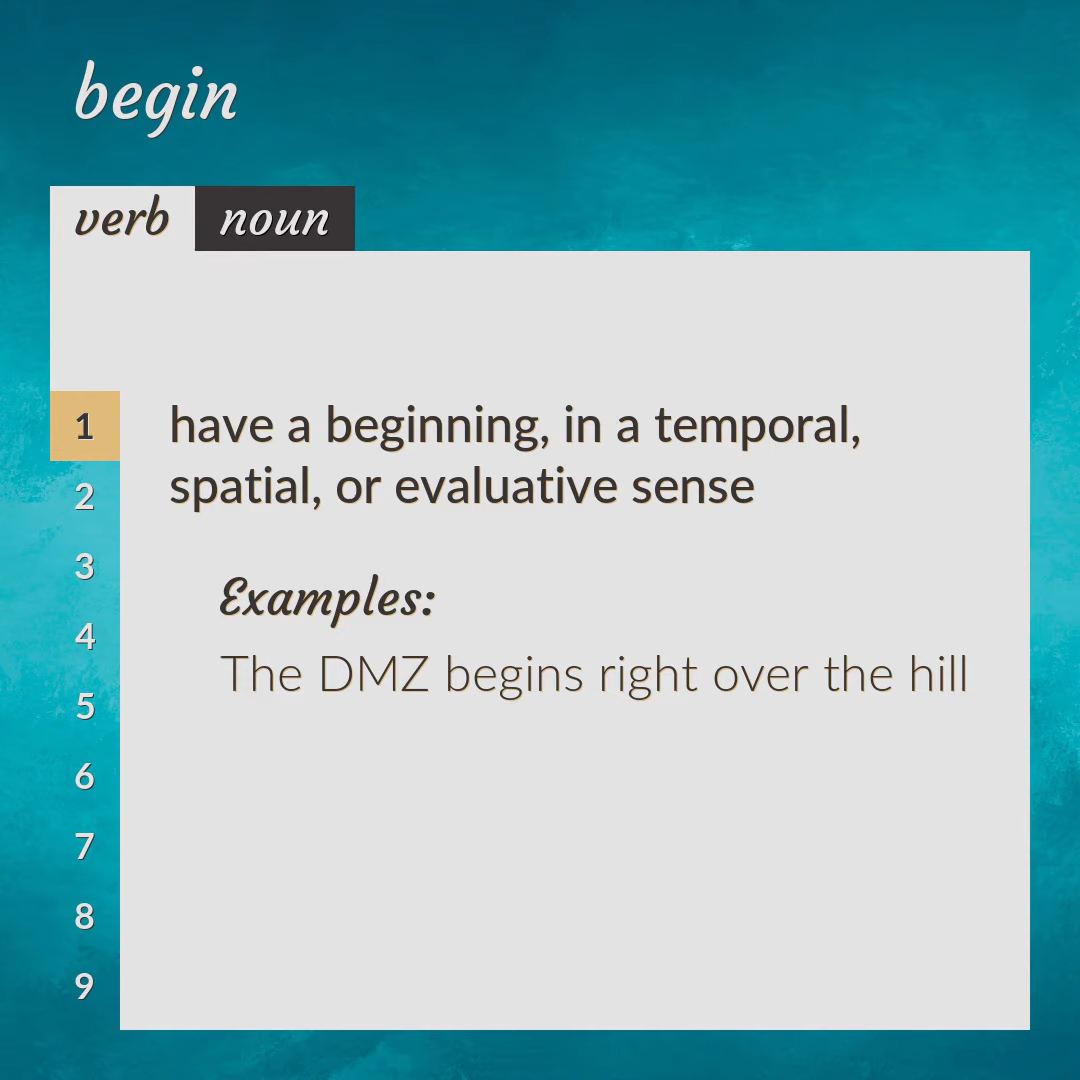 begin
verb noun
1 have a beginning, in a temporal,
spatial, or evaluative sense
2
3
Examples:
4
The DMZ begins right over the hill
5
6
7
8
9